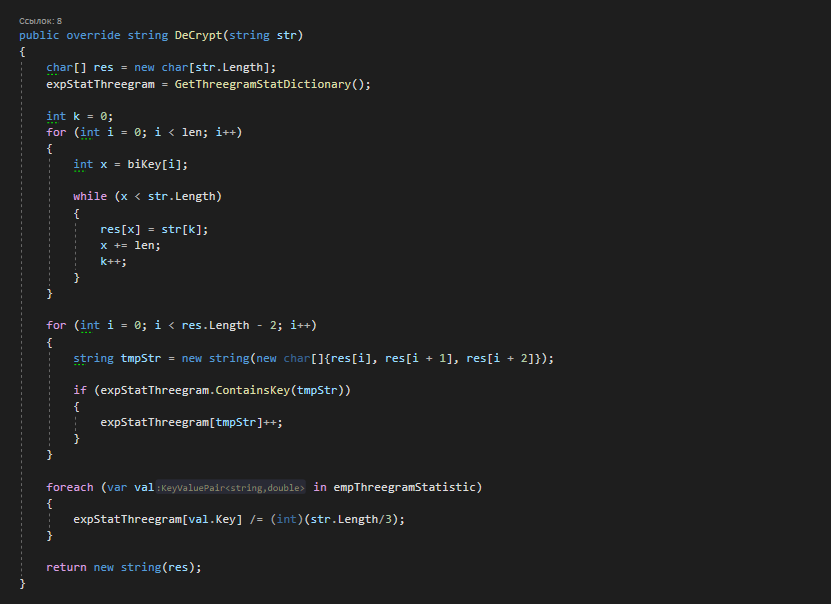 Ссылок: 8
public override string DeCrypt(string str)
{
char[] res = new char[str.Length];
expStatThreegram = GetThreegramStatDictionary();
int k = 0;
for (int i = 0; i < len; i++)
{
int x = biKey[i];
while (x < str.Length)
{
res[x] = str[k];
x += len;
k++;
}
}
for (int i = 0; i < res.Length - 2; i++)
{
string tmpStr = new string(new char[]{res[i], res[i + 1], res[i + 2]});
if (expStatThreegram.ContainsKey(tmpStr))
{
expStatThreegram[tmpStr]++;
}
}
foreach (var val:KeyValuePair<string,double> in empThreegramStatistic)
{
expStatThreegram[val.Key] /= (int)(str.Length/3);
}
return new string(res);
}